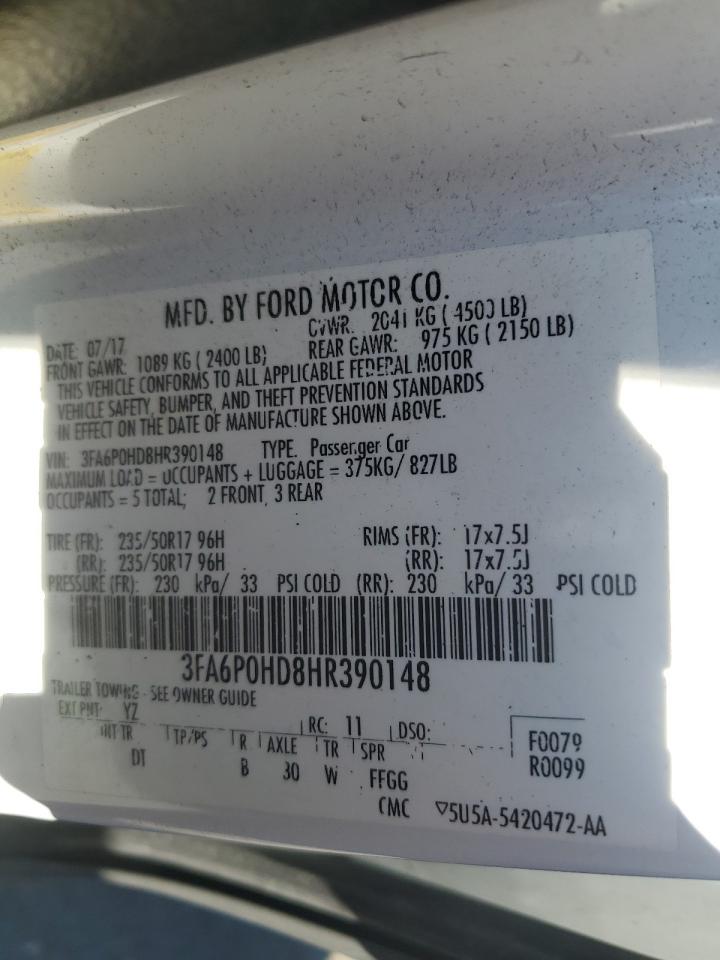 MFD. BY FORD MOTOR CO.
DATE: 07/17 GVWR: 2041 KG ( 4500 LB)
FRONT GAWR: 1089 KG ( 2400 LB) REAR GAWR: 975 KG ( 2150 LB)
THIS VEHICLE CONFORMS TO ALL APPLICABLE FEDERAL MOTOR
VEHICLE SAFETY, BUMPER, AND THEFT PREVENTION STANDARDS
IN EFFECT ON THE DATE OF MANUFACTURE SHOWN ABOVE.
VIN: 3FA6P0HD8HR390148 TYPE: Passenger Car
MAXIMUM LOAD = OCCUPANTS + LUGGAGE = 375KG/ 827LB
OCCUPANTS = 5 TOTAL; 2 FRONT, 3 REAR
TIRE (FR): 235/50R17 96H RIMS (FR): 17x7.5J
(RR): 235/50R17 96H (RR): 17x7.5J
PRESSURE (FR): 230 kPa/ 33 PSI COLD (RR): 230 kPa/ 33 PSI COLD
3FA6P0HD8HR390148
TRAILER TOWING - SEE OWNER GUIDE
EXT PNT: YZ RC: 11 DSO: F0079
INT TR TP/PS R AXLE TR SPR R0099
DT B 30 W FFGG
CMC ▽5U5A-5420472-AA